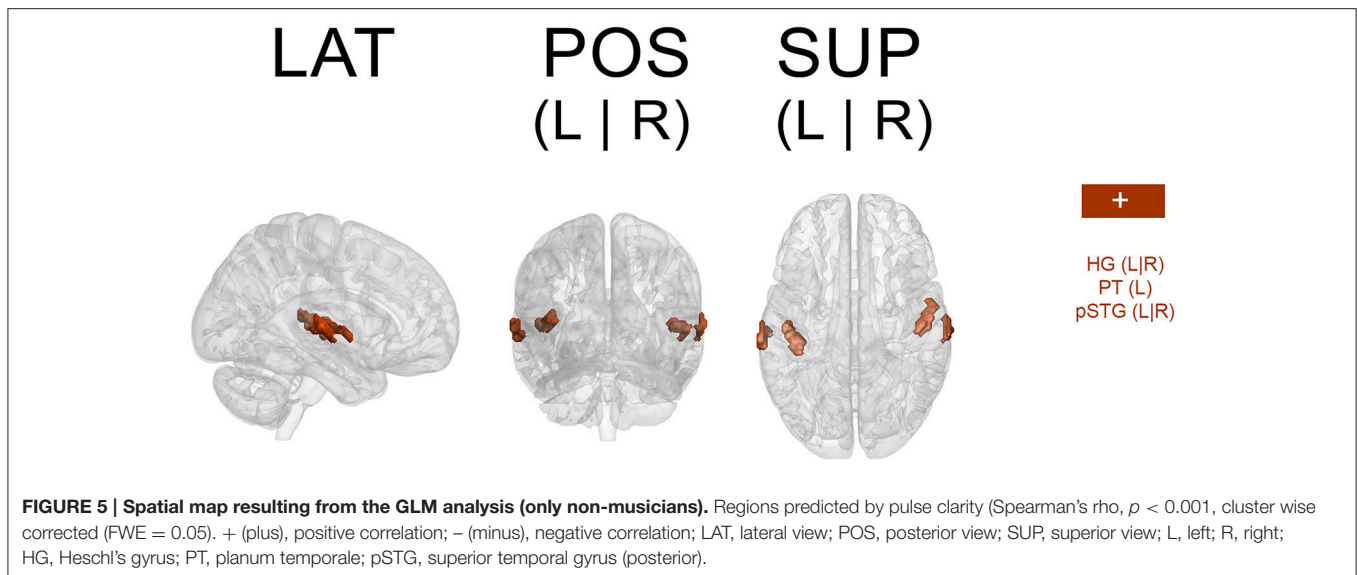 LAT
POS
(L | R)
SUP
(L | R)
+
HG (L|R)
PT (L)
pSTG (L|R)
FIGURE 5 | Spatial map resulting from the GLM analysis (only non-musicians). Regions predicted by pulse clarity (Spearman's rho, p < 0.001, cluster wise
corrected (FWE = 0.05). + (plus), positive correlation; – (minus), negative correlation; LAT, lateral view; POS, posterior view; SUP, superior view; L, left; R, right;
HG, Heschl's gyrus; PT, planum temporale; pSTG, superior temporal gyrus (posterior).